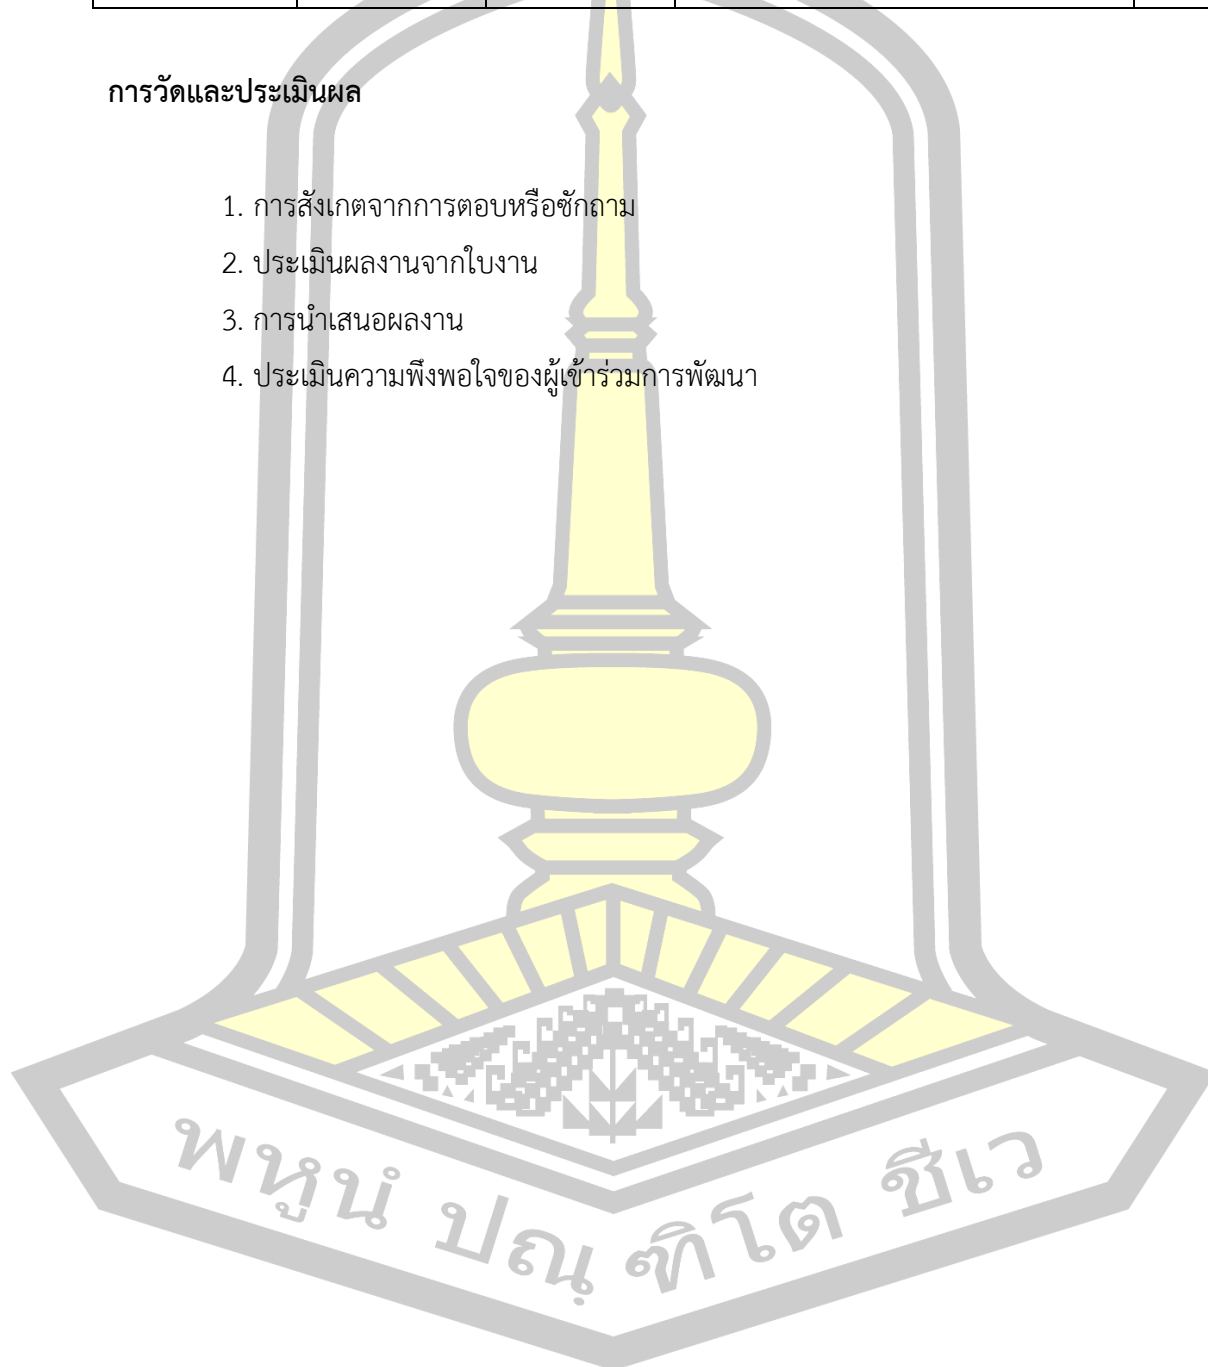 การวัดและประเมินผล
1. การสังเกตจากการตอบหรือซักถาม
2. ประเมินผลงานจากใบงาน
3. การนำเสนอผลงาน
4. ประเมินความพึงพอใจของผู้เข้าร่วมการพัฒนา
พหูนํ ปณฺฑิโต ชีเว